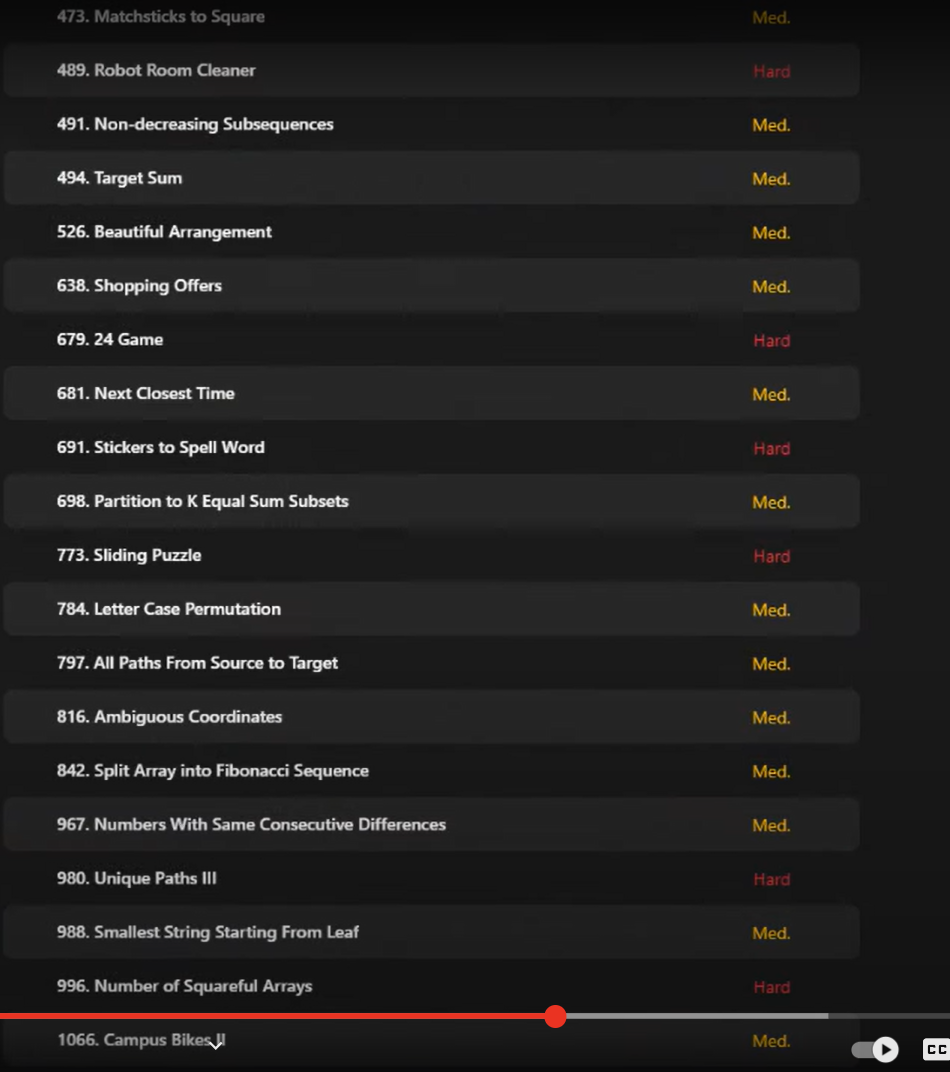 473. Matchsticks to Square Med.
489. Robot Room Cleaner Hard
491. Non-decreasing Subsequences Med.
494. Target Sum Med.
526. Beautiful Arrangement Med.
638. Shopping Offers Med.
679. 24 Game Hard
681. Next Closest Time Med.
691. Stickers to Spell Word Hard
698. Partition to K Equal Sum Subsets Med.
773. Sliding Puzzle Hard
784. Letter Case Permutation Med.
797. All Paths From Source to Target Med.
816. Ambiguous Coordinates Med.
842. Split Array into Fibonacci Sequence Med.
967. Numbers With Same Consecutive Differences Med.
980. Unique Paths III Hard
988. Smallest String Starting From Leaf Med.
996. Number of Squareful Arrays Hard
1066. Campus Bikes II Med.
CC